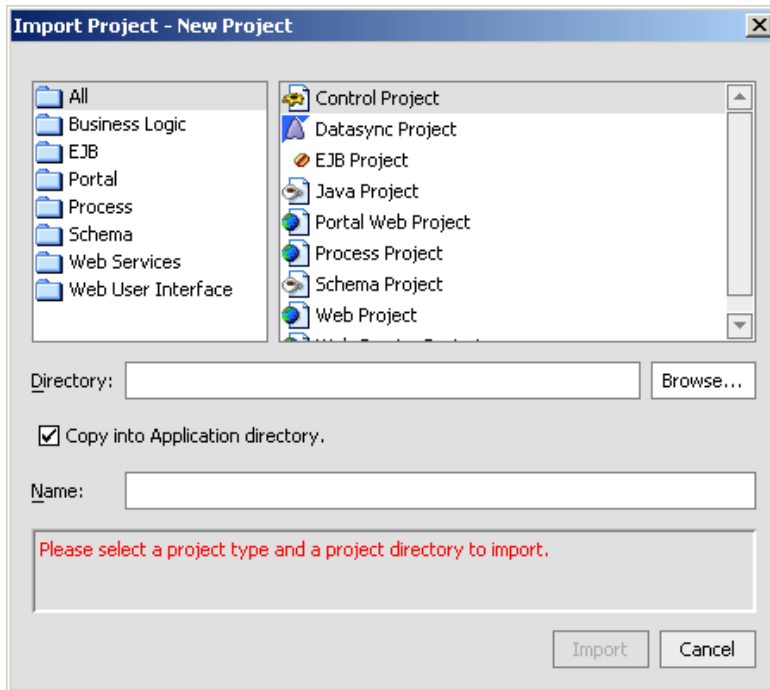 Import Project - New Project
All
Business Logic
EJB
Portal
Process
Schema
Web Services
Web User Interface
Control Project
Datasync Project
EJB Project
Java Project
Portal Web Project
Process Project
Schema Project
Web Project
Directory:
Browse...
Copy into Application directory.
Name:
Please select a project type and a project directory to import.
Import
Cancel